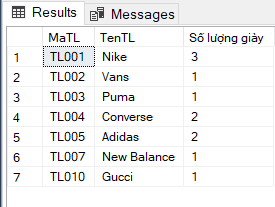 Results Messages
MaTL TenTL Số lượng giày
1 TL001 Nike 3
2 TL002 Vans 1
3 TL003 Puma 1
4 TL004 Converse 2
5 TL005 Adidas 2
6 TL007 New Balance 1
7 TL010 Gucci 1